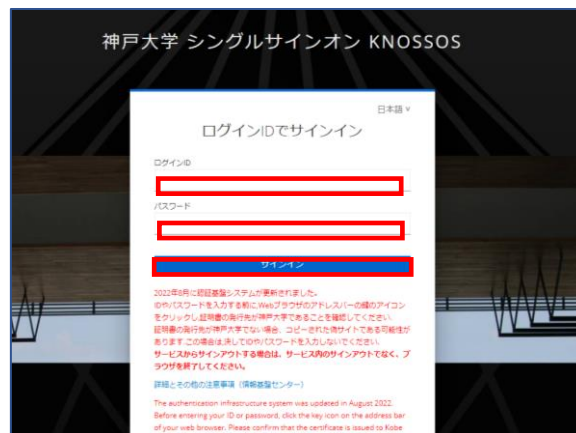 神戸大学 シングルサインオン KNOSSOS
日本語
ログインIDでサインイン
ログインID
パスワード
サインイン
2022年8月に認証基盤システムが更新されました。
IDやパスワードを入力する前に,Webブラウザのアドレスバーの鍵のアイコン
をクリックし,証明書の発行先が神戸大学であることを確認してください.
証明書の発行先が神戸大学でない場合、コピーされた偽サイトである可能性が
あります.この場合は,決してIDやパスワードを入力しないでください.
サービスからサインアウトする場合は、サービス内のサインアウトでなく、ブ
ラウザを終了してください。
詳細とその他の注意事項（情報基盤センター）
The authentication infrastructure system was updated in August 2022.
Before entering your ID or password, click the key icon on the address bar
of your web browser. Please confirm that the certificate is issued to Kobe